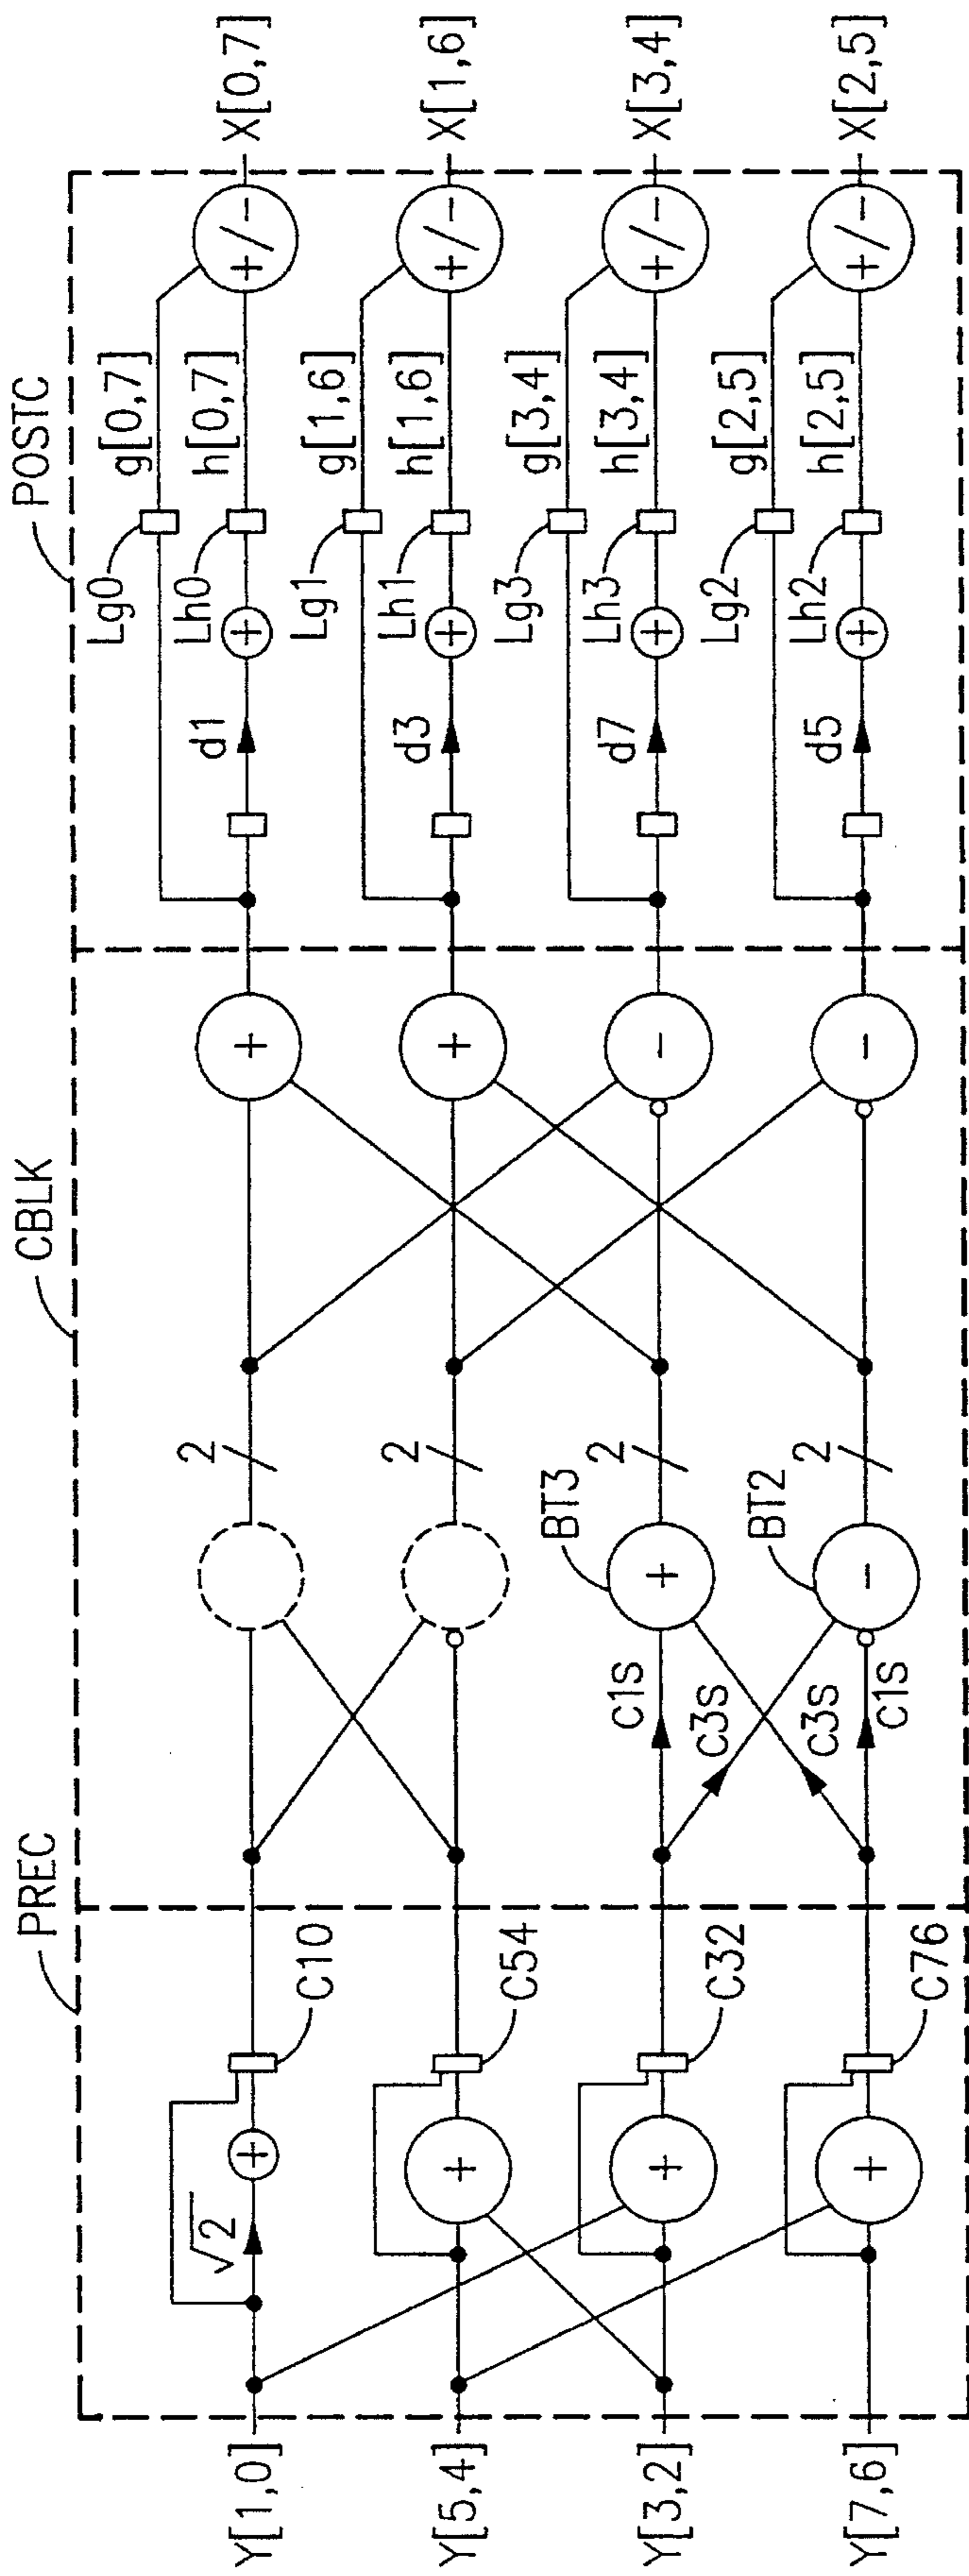 PREC
CBLK
POSTC
Y[1,0]
√2
+
C10
2
+
d1
+
Lg0
Lh0
g[0,7]
h[0,7]
+/-
X[0,7]
Y[5,4]
+
C54
2
+
d3
+
Lg1
Lh1
g[1,6]
h[1,6]
+/-
X[1,6]
Y[3,2]
+
C32
C1S
C3S
+
BT3
2
-
d7
+
Lg3
Lh3
g[3,4]
h[3,4]
+/-
X[3,4]
Y[7,6]
+
C76
C3S
C1S
-
BT2
2
-
d5
+
Lg2
Lh2
g[2,5]
h[2,5]
+/-
X[2,5]